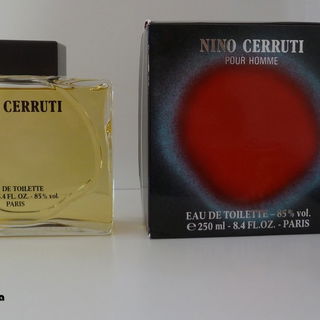 CERRUTI
DE TOILETTE
8.4 FL. OZ. - 85% vol.
PARIS
NINO CERRUTI
POUR HOMME
EAU DE TOILETTE - 85% vol.
℮ 250 ml - 8.4 FL.OZ. - PARIS